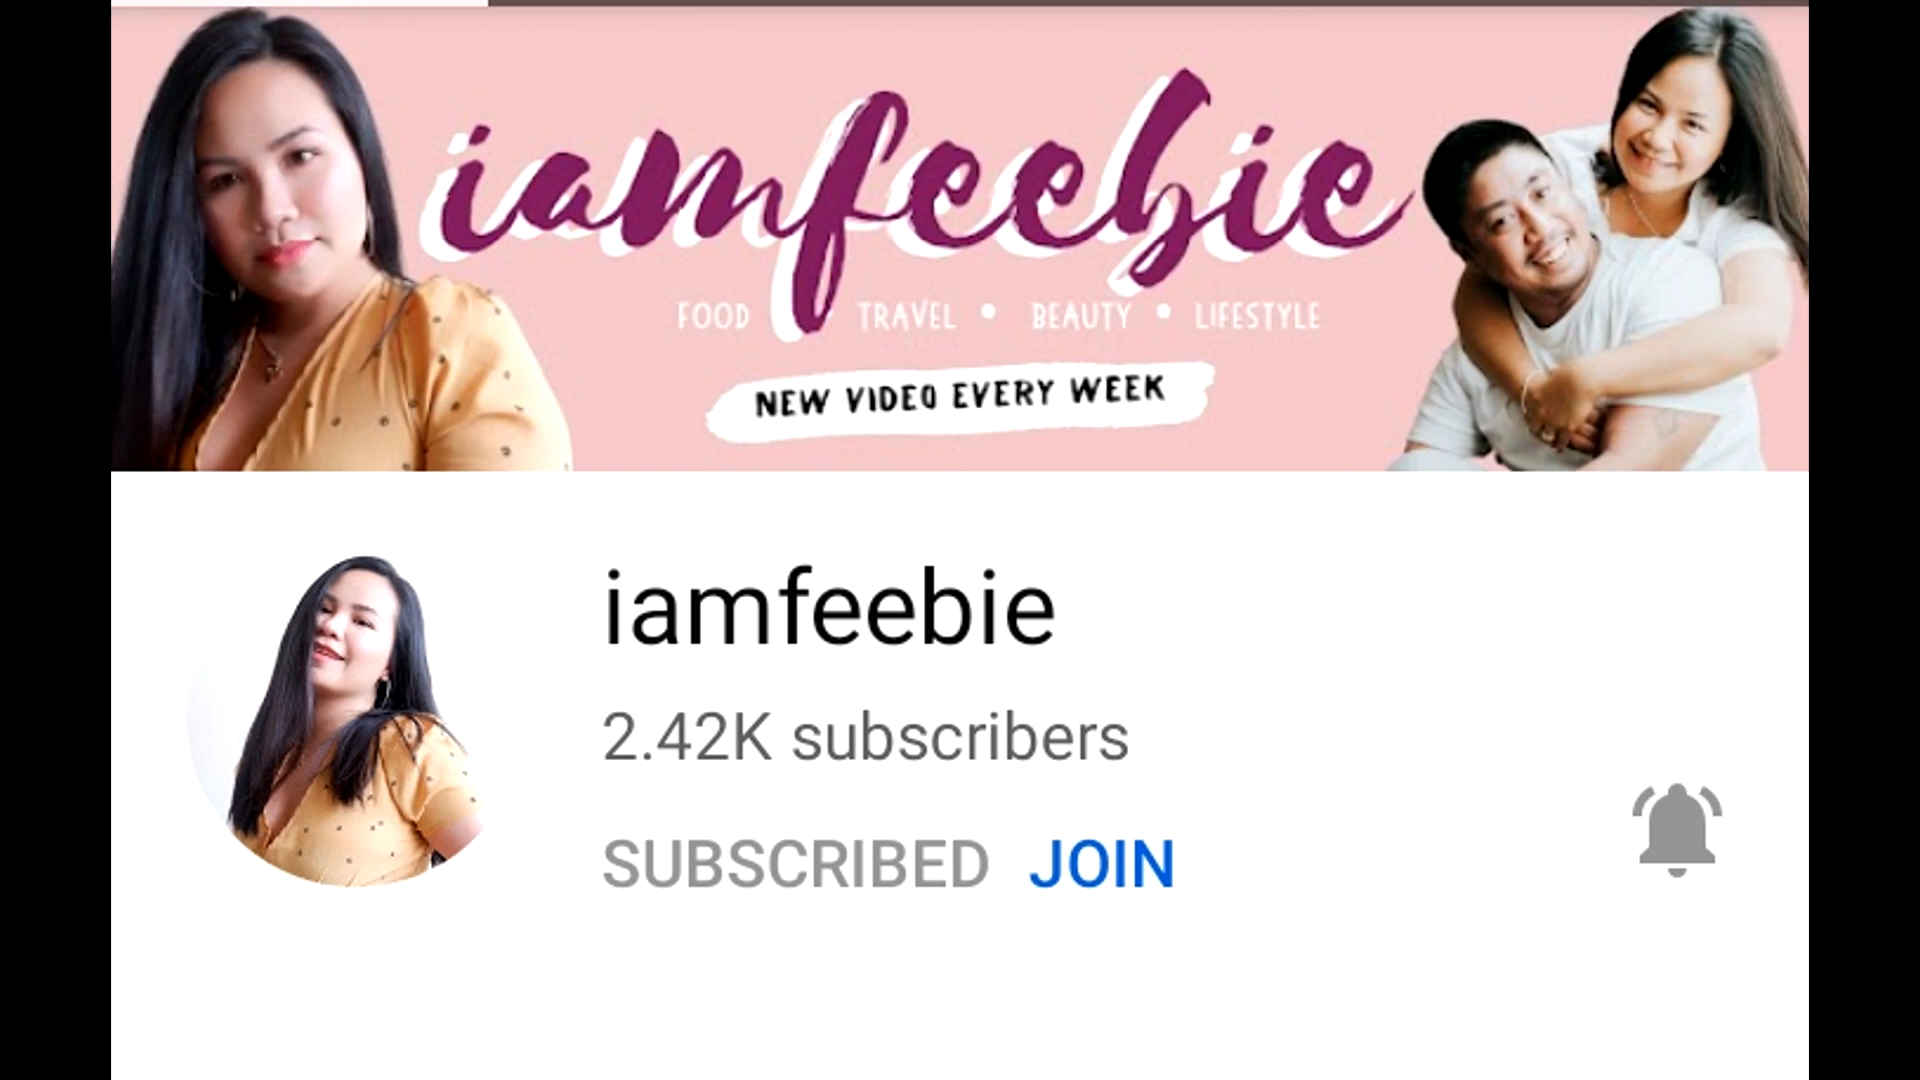 iamfeebie
FOOD • TRAVEL • BEAUTY • LIFESTYLE
NEW VIDEO EVERY WEEK
iamfeebie
2.42K subscribers
SUBSCRIBED JOIN